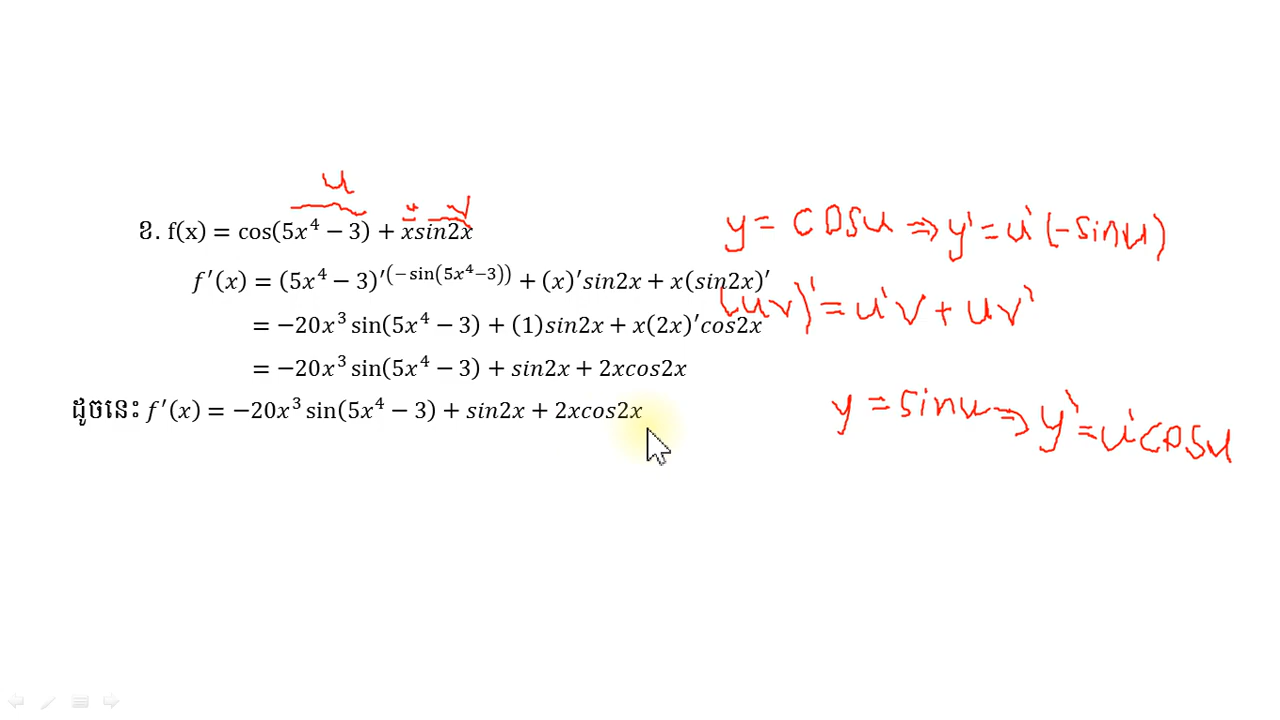 u
x v
ខ. f(x) = cos(5x⁴ − 3) + xsin2x
y = cosu ⇒ y' = u'(-sinu)
f′(x) = (5x⁴ − 3)′(−sin(5x⁴−3)) + (x)′sin2x + x(sin2x)′
(uv)' = u'v + uv'
= −20x³ sin(5x⁴ − 3) + (1)sin2x + x(2x)′cos2x
= −20x³ sin(5x⁴ − 3) + sin2x + 2xcos2x
ដូចនេះ f′(x) = −20x³ sin(5x⁴ − 3) + sin2x + 2xcos2x
y = sinu ⇒ y' = u'cosu